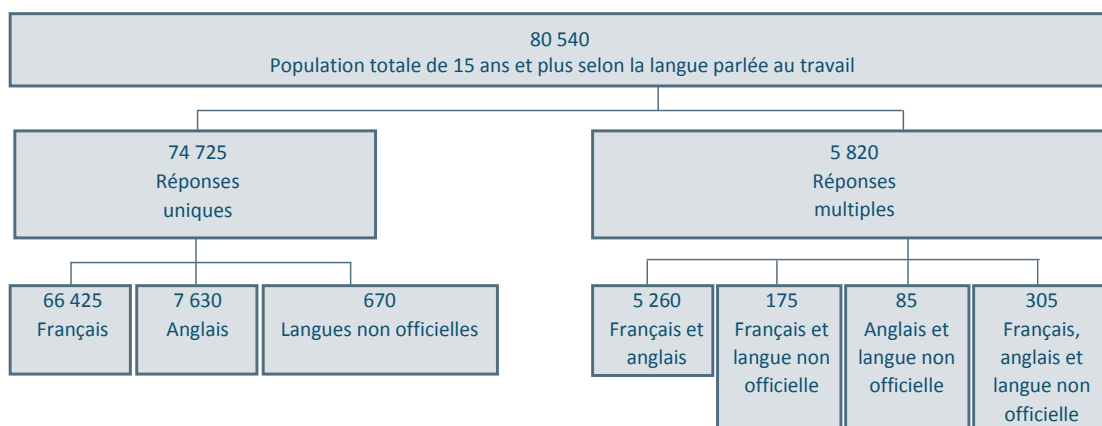 80 540
Population totale de 15 ans et plus selon la langue parlée au travail
74 725
Réponses
uniques
5 820
Réponses
multiples
66 425
Français
7 630
Anglais
670
Langues non officielles
5 260
Français et
anglais
175
Français et
langue non
officielle
85
Anglais et
langue non
officielle
305
Français,
anglais et
langue non
officielle